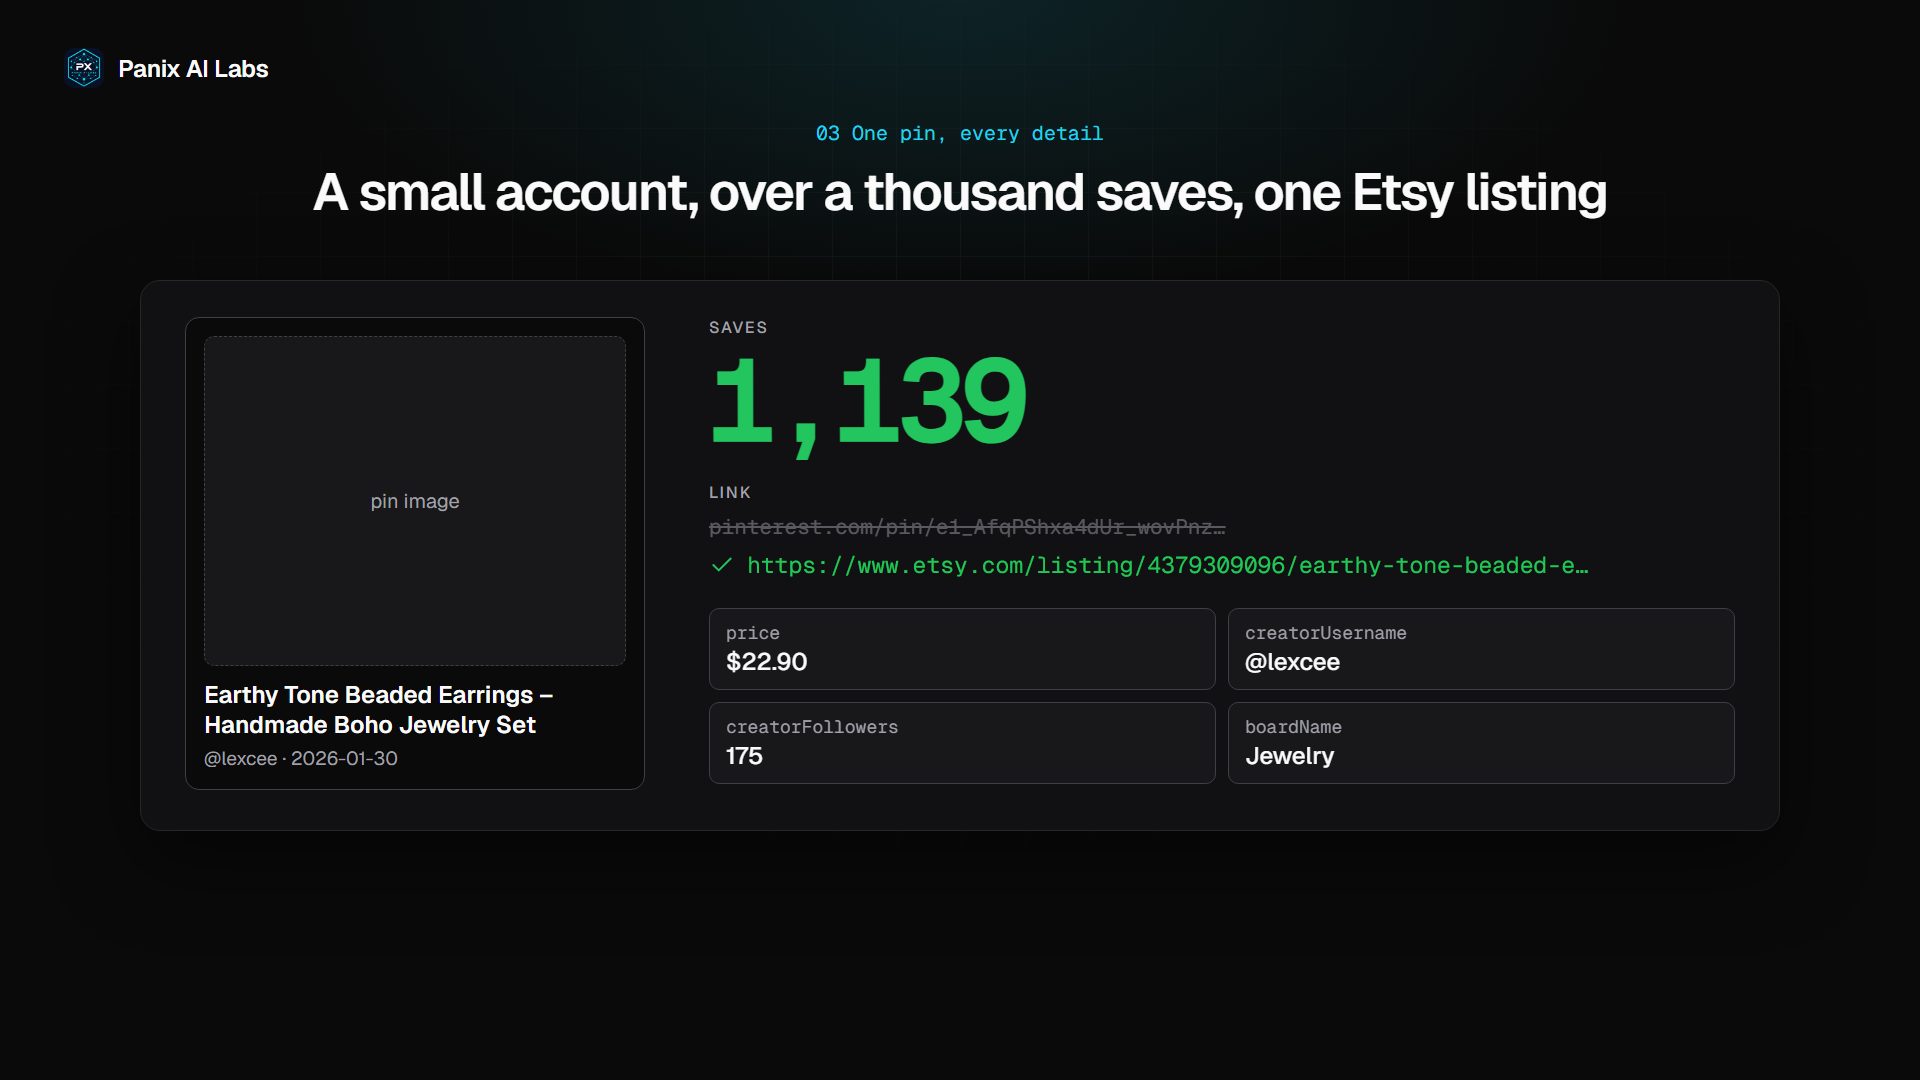 PX
Panix AI Labs
03 One pin, every detail
A small account, over a thousand saves, one Etsy listing
pin image
Earthy Tone Beaded Earrings –
Handmade Boho Jewelry Set
@lexcee · 2026-01-30
SAVES
1,139
LINK
pinterest.com/pin/e1_AfqPShxa4dUr_wovPnz…
https://www.etsy.com/listing/4379309096/earthy-tone-beaded-e…
price
$22.90
creatorUsername
@lexcee
creatorFollowers
175
boardName
Jewelry